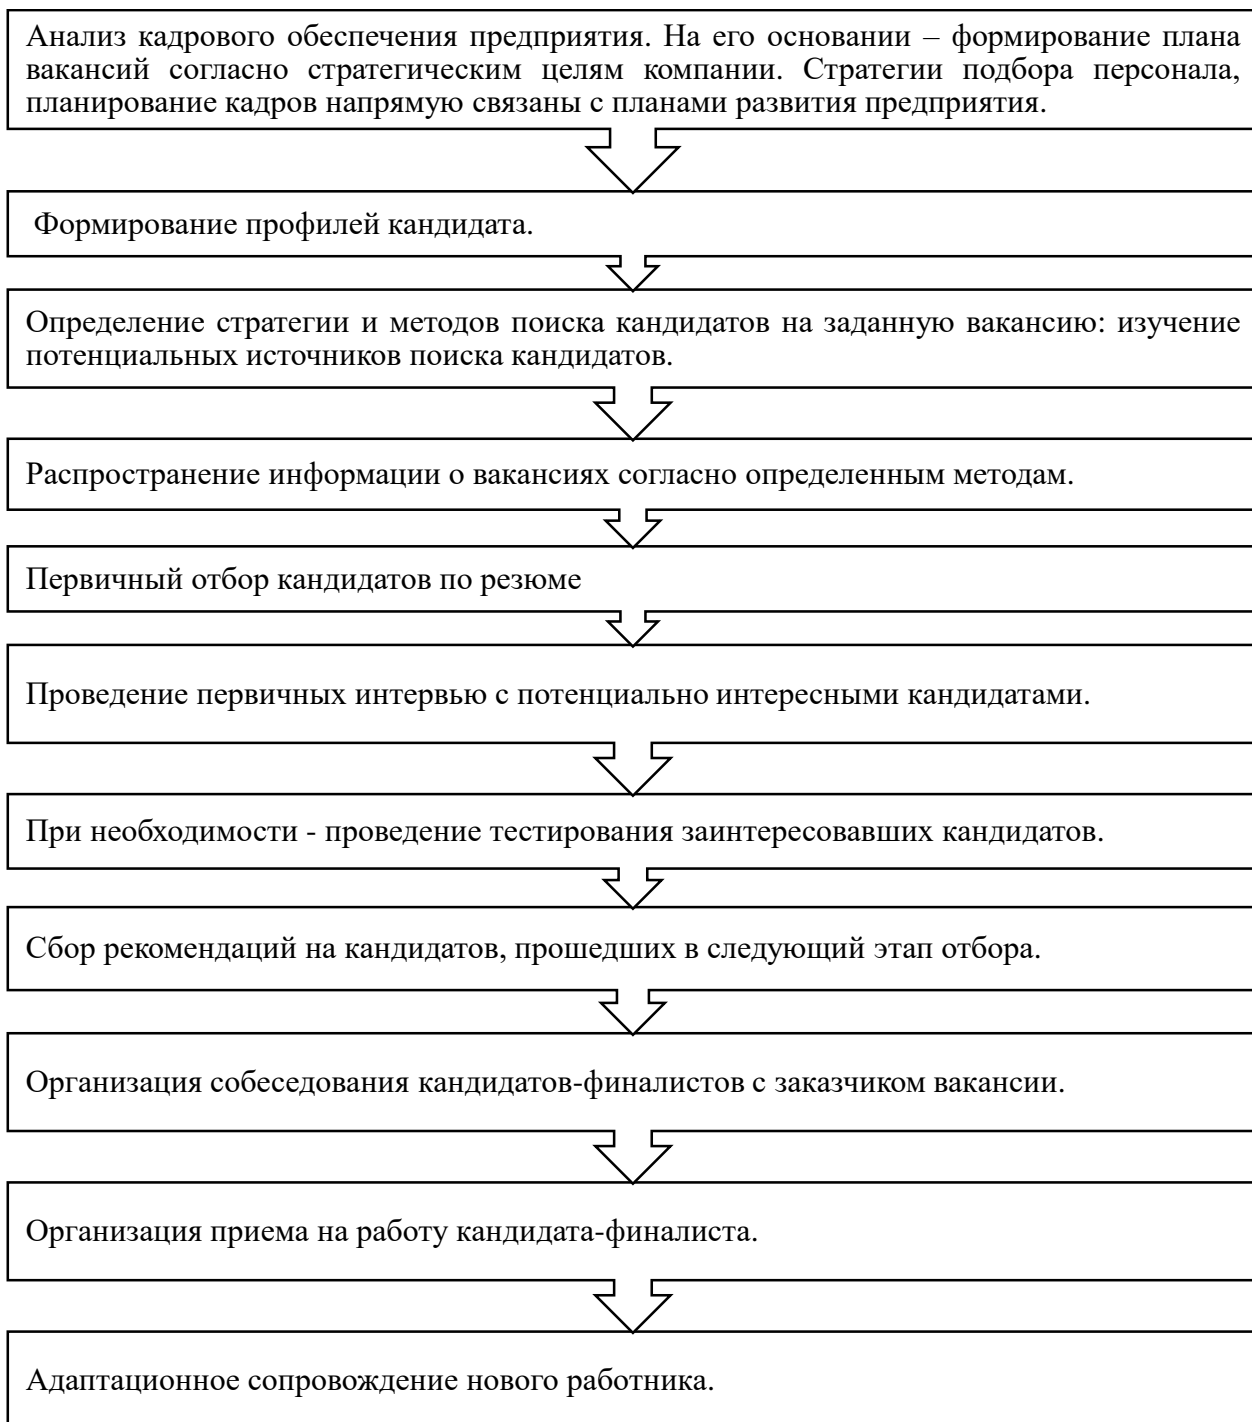 Анализ кадрового обеспечения предприятия. На его основании – формирование плана
вакансий согласно стратегическим целям компании. Стратегии подбора персонала,
планирование кадров напрямую связаны с планами развития предприятия.
Формирование профилей кандидата.
Определение стратегии и методов поиска кандидатов на заданную вакансию: изучение
потенциальных источников поиска кандидатов.
Распространение информации о вакансиях согласно определенным методам.
Первичный отбор кандидатов по резюме
Проведение первичных интервью с потенциально интересными кандидатами.
При необходимости - проведение тестирования заинтересовавших кандидатов.
Сбор рекомендаций на кандидатов, прошедших в следующий этап отбора.
Организация собеседования кандидатов-финалистов с заказчиком вакансии.
Организация приема на работу кандидата-финалиста.
Адаптационное сопровождение нового работника.